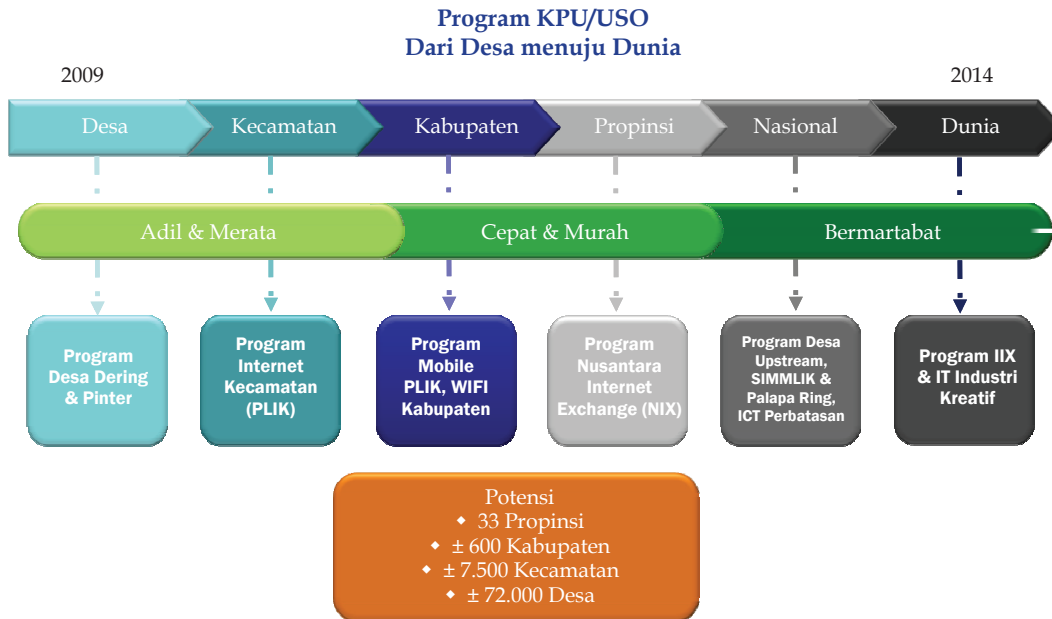 Program KPU/USO
Dari Desa menuju Dunia
2009
2014
Desa
Kecamatan
Kabupaten
Propinsi
Nasional
Dunia
Adil & Merata
Cepat & Murah
Bermartabat
Program
Desa Dering
& Pinter
Program
Internet
Kecamatan
(PLIK)
Program
Mobile
PLIK, WIFI
Kabupaten
Program
Nusantara
Internet
Exchange (NIX)
Program Desa
Upstream,
SIMMLIK &
Palapa Ring,
ICT Perbatasan
Program IIX
& IT Industri
Kreatif
Potensi
◆ 33 Propinsi
◆ ± 600 Kabupaten
◆ ± 7.500 Kecamatan
◆ ± 72.000 Desa